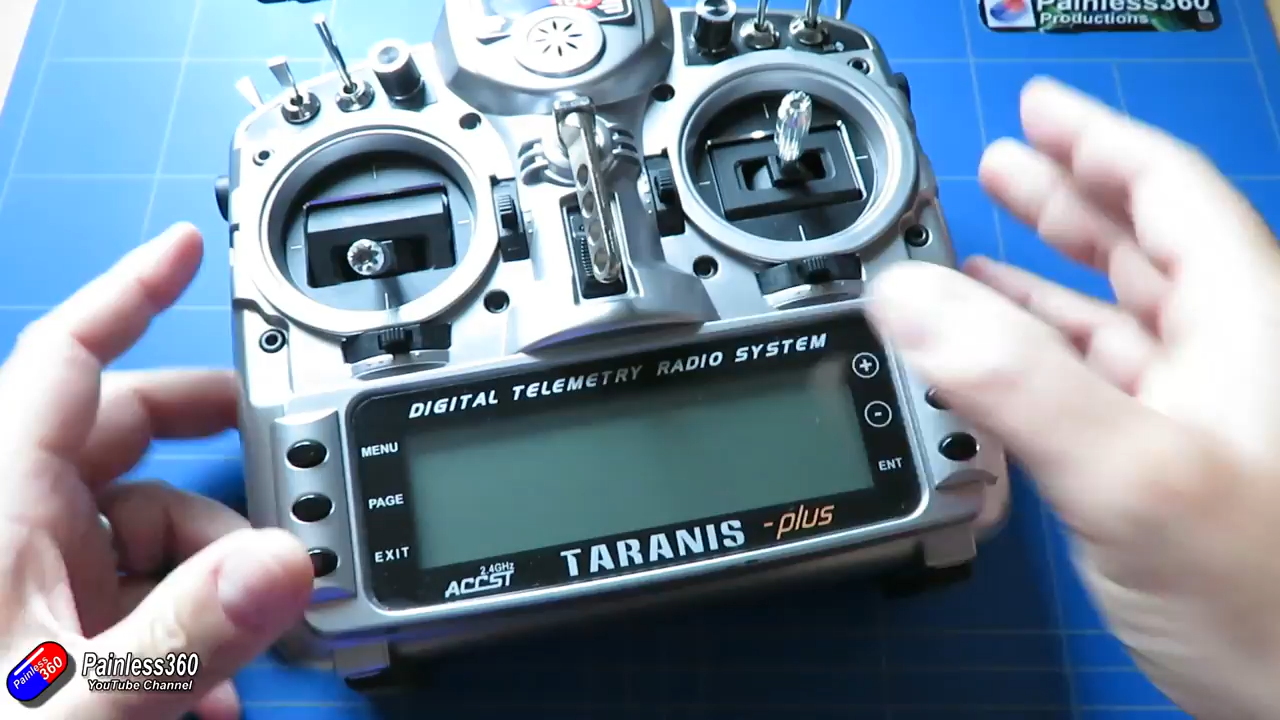 Painless360
Productions
DIGITAL TELEMETRY RADIO SYSTEM
+
MENU
-
PAGE
ENT
EXIT
TARANIS -plus
2.4GHz
ACCST
Painless
360
Painless360
YouTube Channel